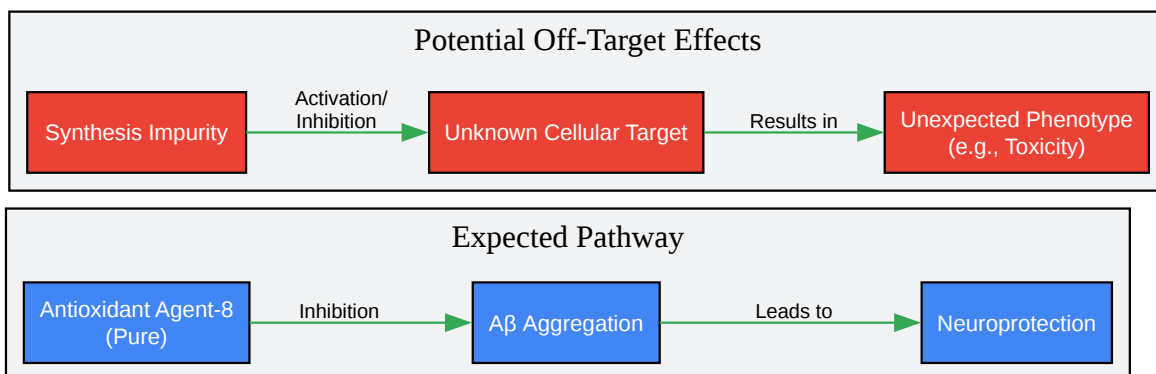 Potential Off-Target Effects
Synthesis Impurity
Activation/
Inhibition
Unknown Cellular Target
Results in
Unexpected Phenotype
(e.g., Toxicity)
Expected Pathway
Antioxidant Agent-8
(Pure)
Inhibition
Aβ Aggregation
Leads to
Neuroprotection